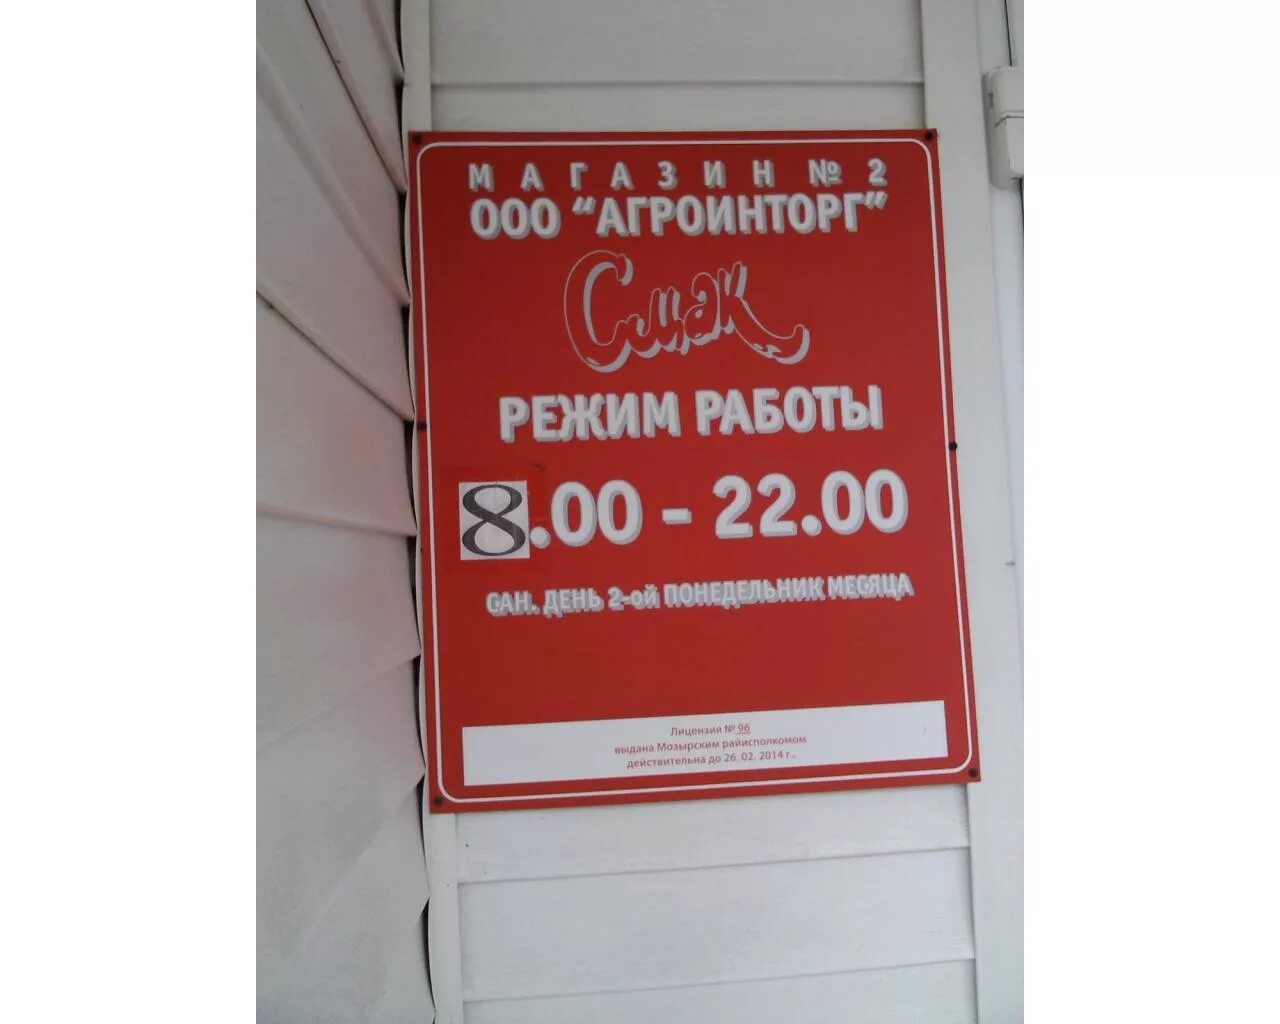 МАГАЗИН № 2
ООО "АГРОИНТОРГ"
Смак
РЕЖИМ РАБОТЫ
8.00 - 22.00
САН. ДЕНЬ 2-ой ПОНЕДЕЛЬНИК МЕСЯЦА
Лицензия № 96
выдана Мозырским райисполкомом
действительна до 26. 02. 2014 г..